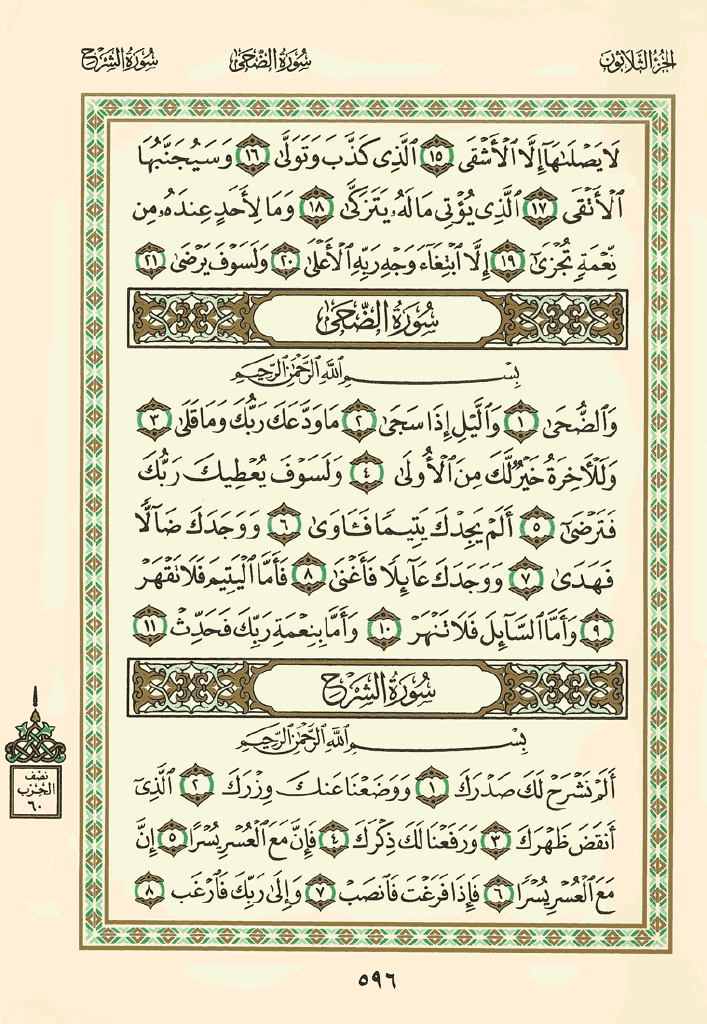 الجزء الثلاثون
سورة الضحى
سورة الشرح
لَا يَصْلَىٰهَآ إِلَّا ٱلْأَشْقَى ١٥ ٱلَّذِى كَذَّبَ وَتَوَلَّىٰ ١٦ وَسَيُجَنَّبُهَا
ٱلْأَتْقَى ١٧ ٱلَّذِى يُؤْتِى مَالَهُۥ يَتَزَكَّىٰ ١٨ وَمَا لِأَحَدٍ عِندَهُۥ مِن
نِّعْمَةٍ تُجْزَىٰٓ ١٩ إِلَّا ٱبْتِغَآءَ وَجْهِ رَبِّهِ ٱلْأَعْلَىٰ ٢٠ وَلَسَوْفَ يَرْضَىٰ ٢١
سُورَةُ الضُّحَىٰ
بِسْمِ ٱللَّهِ ٱلرَّحْمَٰنِ ٱلرَّحِيمِ
وَٱلضُّحَىٰ ١ وَٱلَّيْلِ إِذَا سَجَىٰ ٢ مَا وَدَّعَكَ رَبُّكَ وَمَا قَلَىٰ ٣
وَلَلْأَخِرَةُ خَيْرٌ لَّكَ مِنَ ٱلْأُولَىٰ ٤ وَلَسَوْفَ يُعْطِيكَ رَبُّكَ
فَتَرْضَىٰٓ ٥ أَلَمْ يَجِدْكَ يَتِيمًا فَـَٔاوَىٰ ٦ وَوَجَدَكَ ضَآلًّا
فَهَدَىٰ ٧ وَوَجَدَكَ عَآئِلًا فَأَغْنَىٰ ٨ فَأَمَّا ٱلْيَتِيمَ فَلَا تَقْهَرْ
٩ وَأَمَّا ٱلسَّآئِلَ فَلَا تَنْهَرْ ١٠ وَأَمَّا بِنِعْمَةِ رَبِّكَ فَحَدِّثْ ١١
سُورَةُ الشَّرْحِ
بِسْمِ ٱللَّهِ ٱلرَّحْمَٰنِ ٱلرَّحِيمِ
أَلَمْ نَشْرَحْ لَكَ صَدْرَكَ ١ وَوَضَعْنَا عَنكَ وِزْرَكَ ٢ ٱلَّذِىٓ
أَنقَضَ ظَهْرَكَ ٣ وَرَفَعْنَا لَكَ ذِكْرَكَ ٤ فَإِنَّ مَعَ ٱلْعُسْرِ يُسْرًا ٥ إِنَّ
مَعَ ٱلْعُسْرِ يُسْرًا ٦ فَإِذَا فَرَغْتَ فَٱنصَبْ ٧ وَإِلَىٰ رَبِّكَ فَٱرْغَب ٨
نصف
الحزب
٦٠
٥٩٦